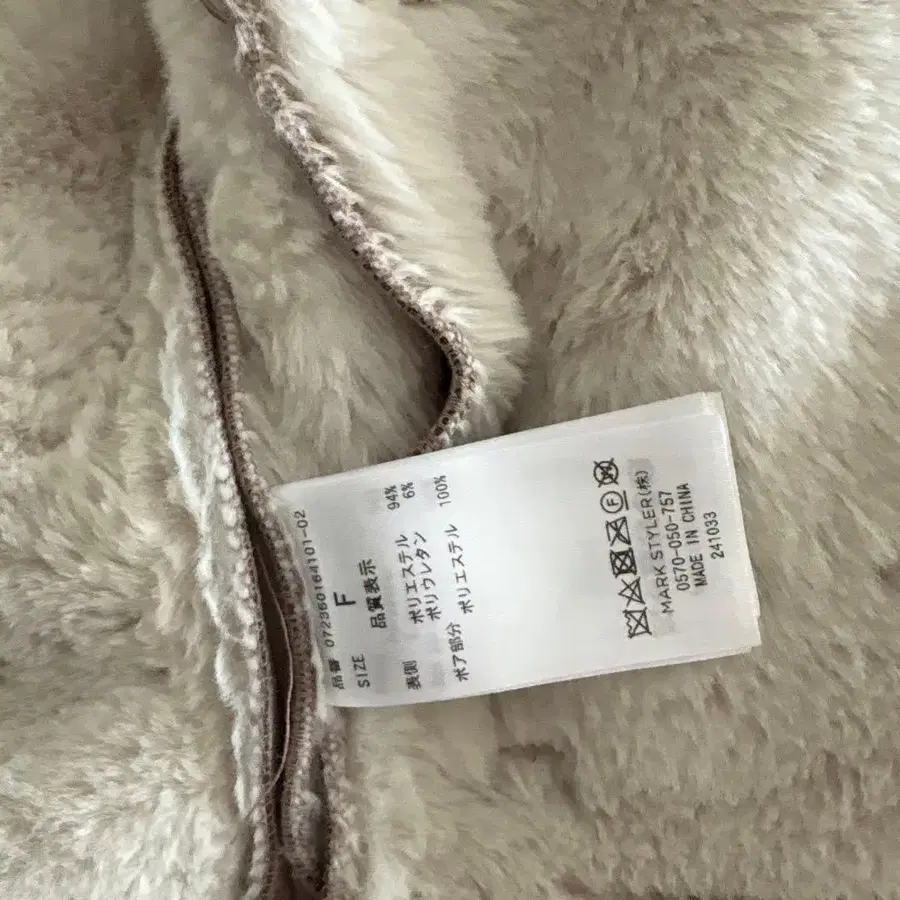 品番 072360164101-02
SIZE F
品質表示
表側 ポリエステル 94%
ポリウレタン 6%
ボア部分 ポリエステル 100%
MARK STYLER(株)
0570-050-757
MADE IN CHINA
241033